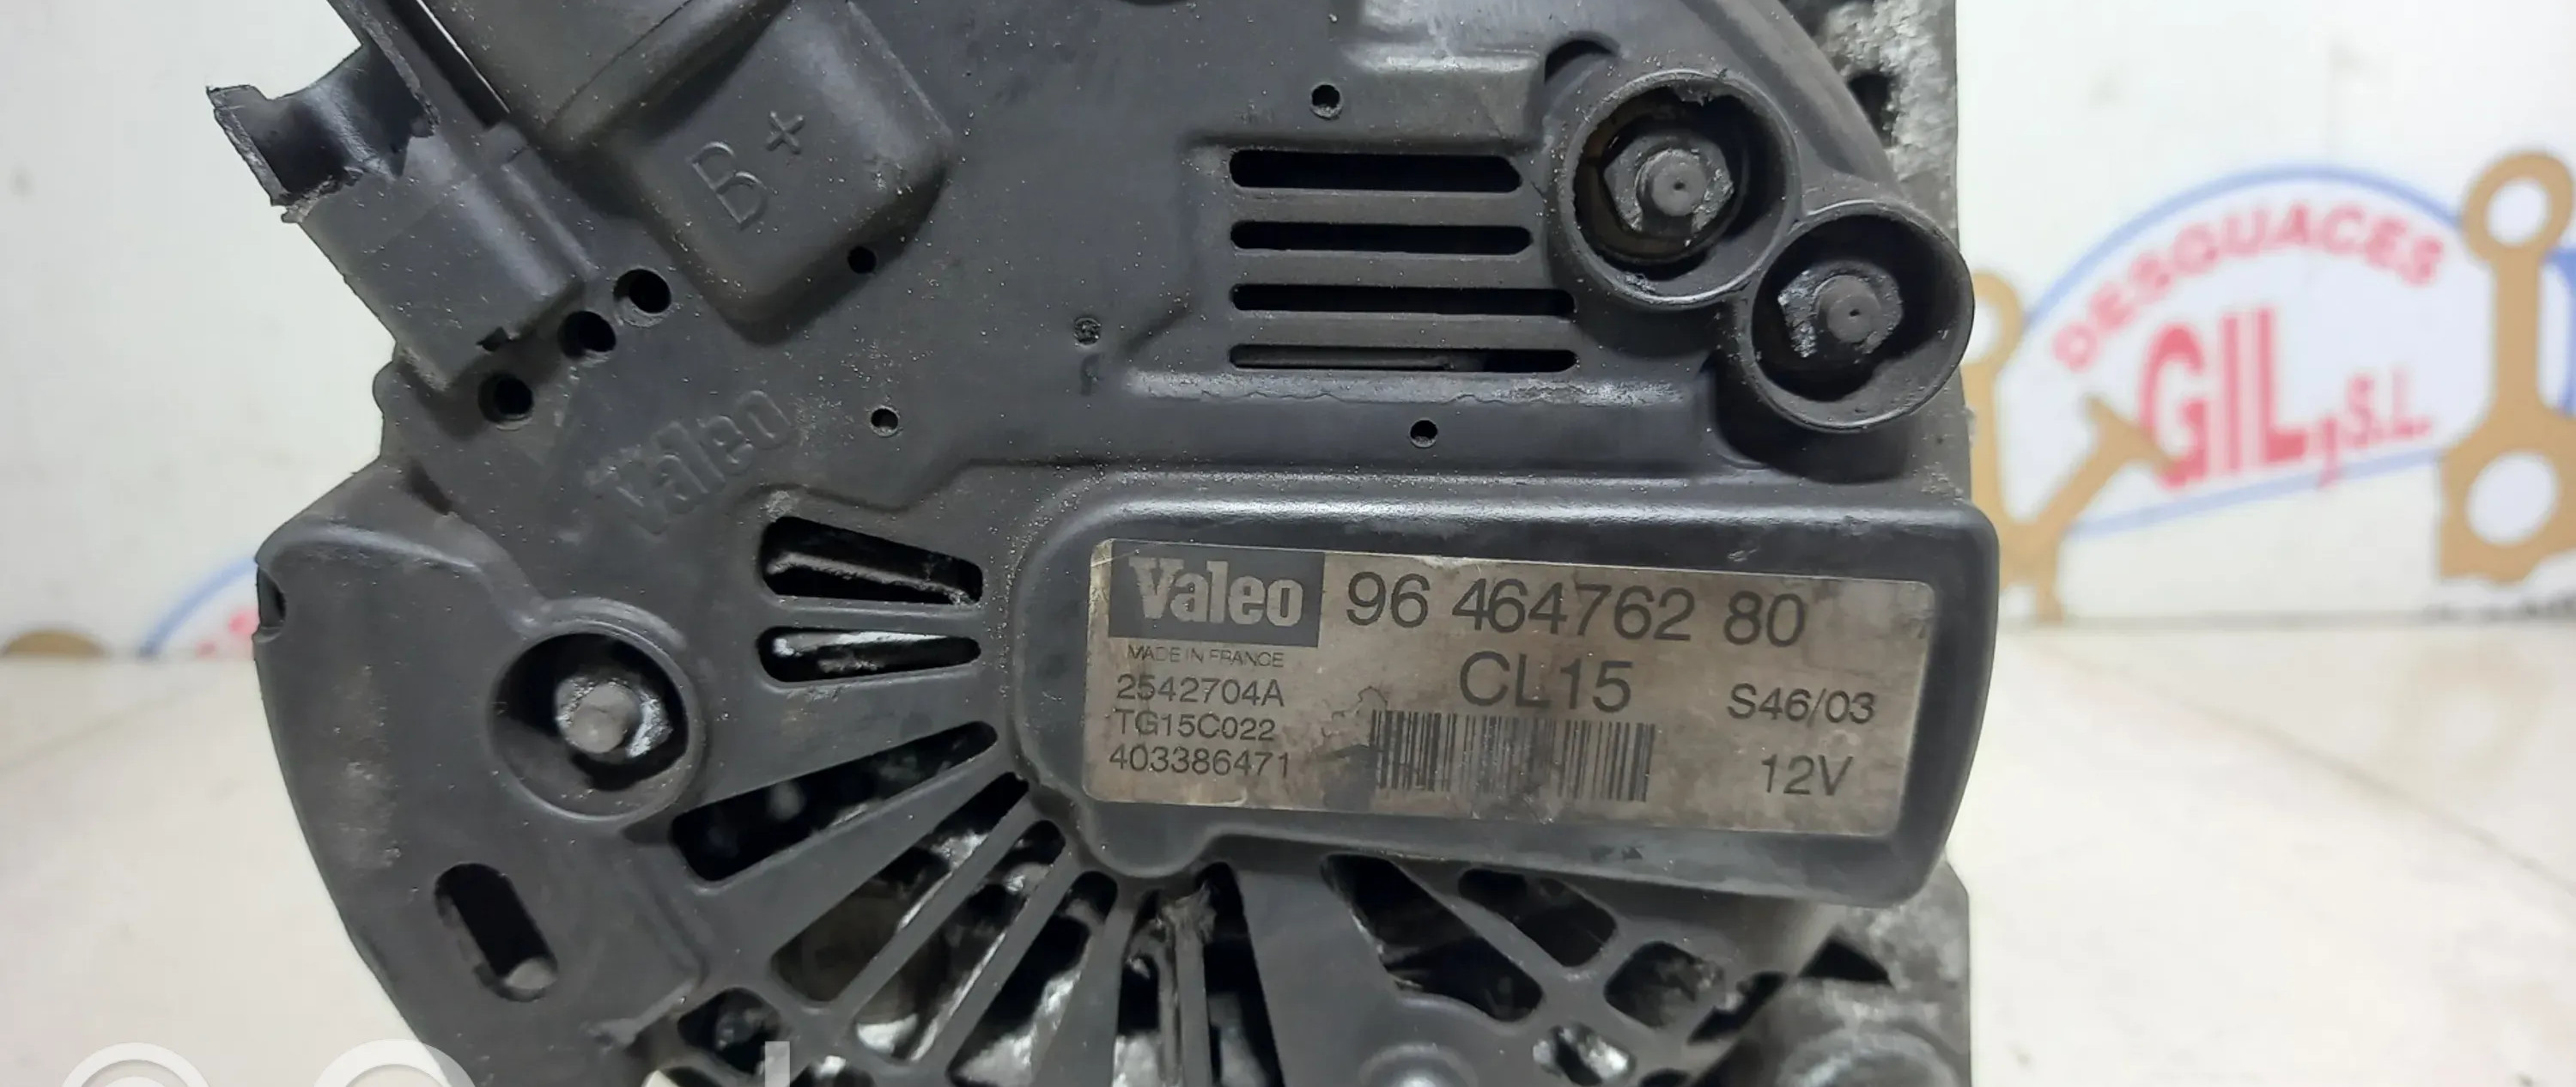 B+
DESGUACES
GIL, S.L.
Valeo
Valeo 96 464762 80
MADE IN FRANCE
CL15
2542704A
S46/03
TG15C022
403386471
12V